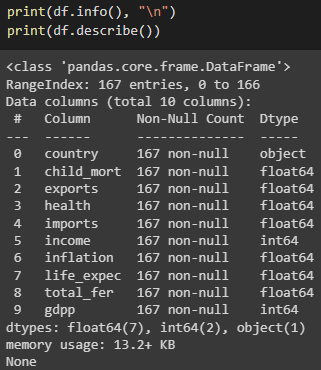 print(df.info(), "\n")
print(df.describe())
<class 'pandas.core.frame.DataFrame'>
RangeIndex: 167 entries, 0 to 166
Data columns (total 10 columns):
 #   Column      Non-Null Count  Dtype
---  ------      --------------  -----
 0   country     167 non-null    object
 1   child_mort  167 non-null    float64
 2   exports     167 non-null    float64
 3   health      167 non-null    float64
 4   imports     167 non-null    float64
 5   income      167 non-null    int64
 6   inflation   167 non-null    float64
 7   life_expec  167 non-null    float64
 8   total_fer   167 non-null    float64
 9   gdpp        167 non-null    int64
dtypes: float64(7), int64(2), object(1)
memory usage: 13.2+ KB
None